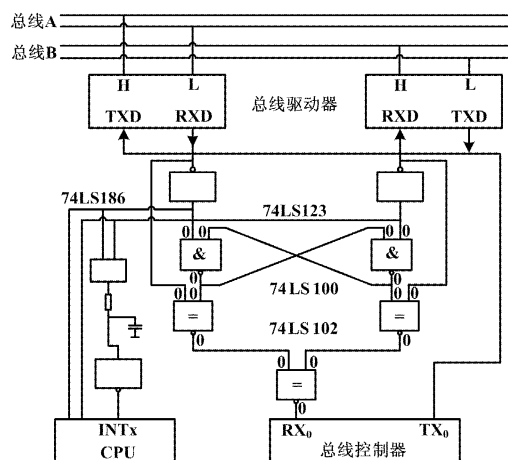 总线A
总线B
H L
TXD RXD
总线驱动器
H L
RXD TXD
74LS186
74LS123
0 0
0 0
&
&
0
0
0 0
0 0
74LS100
=
=
0
0
74LS102
0 0
=
0
INTx
CPU
RX₀ TX₀
总线控制器